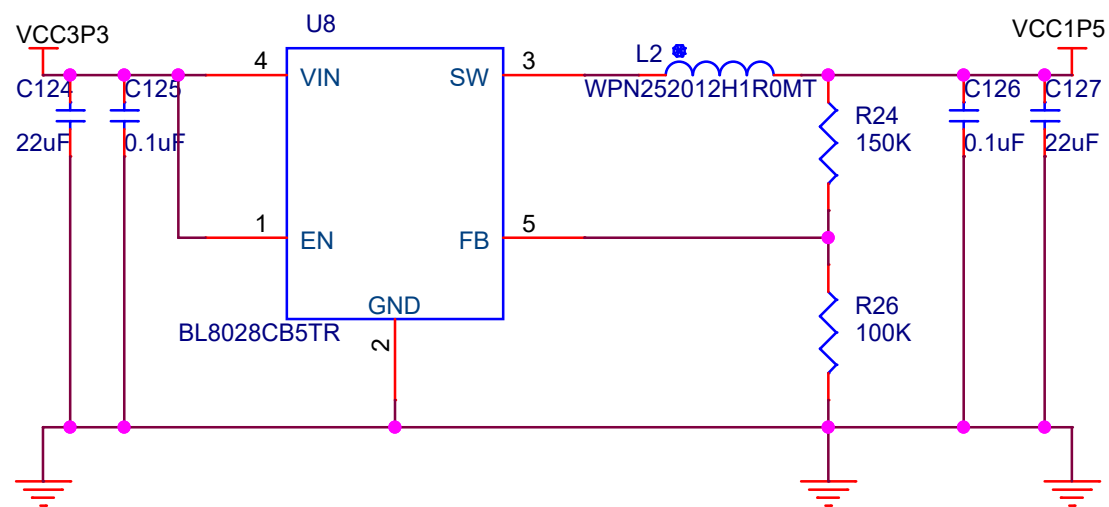 U8
VCC3P3
VCC1P5
4
VIN
SW
3
L2
C124
C125
WPN252012H1R0MT
C126
C127
R24
22uF
0.1uF
150K
0.1uF
22uF
1
EN
FB
5
GND
R26
BL8028CB5TR
2
100K